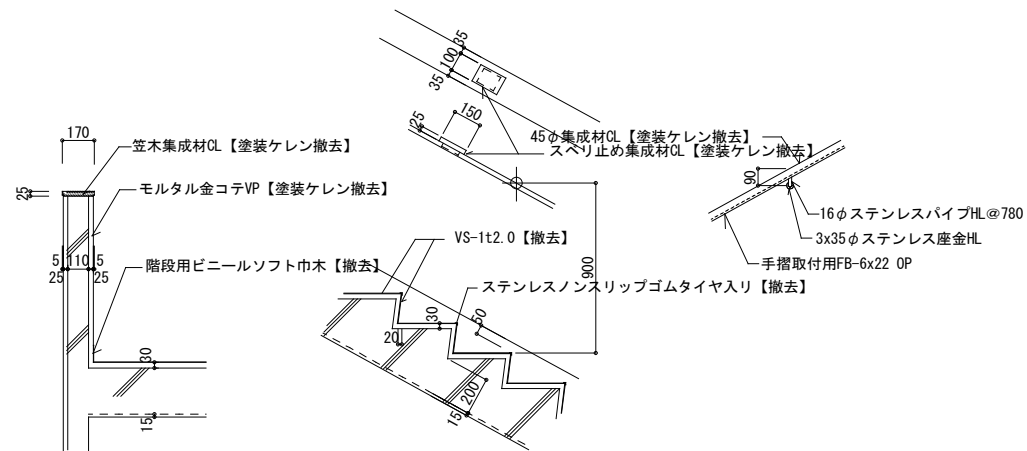 35
100
35
150
25
170
45φ集成材CL【塗装ケレン撤去】
スベリ止め集成材CL【塗装ケレン撤去】
笠木集成材CL【塗装ケレン撤去】
90
25
モルタル金コテVP【塗装ケレン撤去】
16φステンレスパイプHL@780
3x35φステンレス座金HL
手摺取付用FB-6x22 OP
VS-1t2.0【撤去】
5 110 5
25 25
階段用ビニールソフト巾木【撤去】
900
ステンレスノンスリップゴムタイヤ入り【撤去】
30
50
20
30
200
15
15